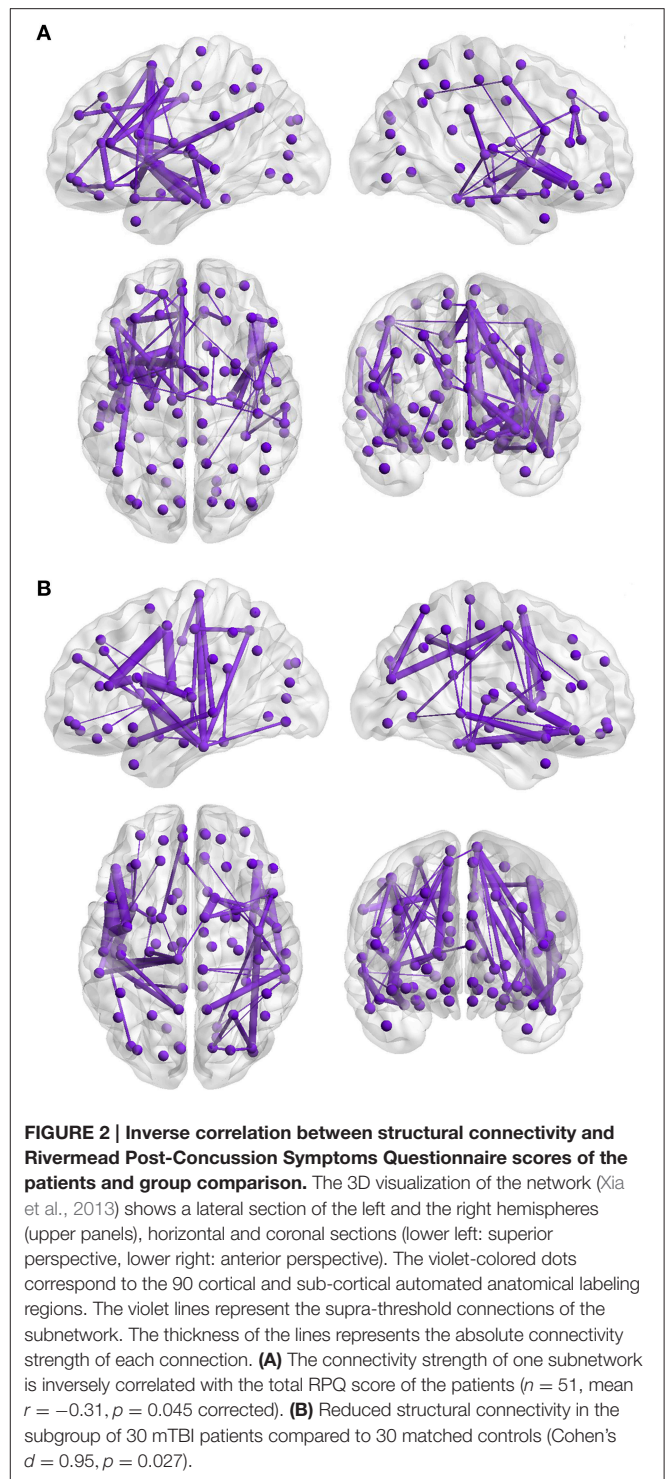 A
B
FIGURE 2 | Inverse correlation between structural connectivity and
Rivermead Post-Concussion Symptoms Questionnaire scores of the
patients and group comparison. The 3D visualization of the network (Xia
et al., 2013) shows a lateral section of the left and the right hemispheres
(upper panels), horizontal and coronal sections (lower left: superior
perspective, lower right: anterior perspective). The violet-colored dots
correspond to the 90 cortical and sub-cortical automated anatomical labeling
regions. The violet lines represent the supra-threshold connections of the
subnetwork. The thickness of the lines represents the absolute connectivity
strength of each connection. (A) The connectivity strength of one subnetwork
is inversely correlated with the total RPQ score of the patients (n = 51, mean
r = −0.31, p = 0.045 corrected). (B) Reduced structural connectivity in the
subgroup of 30 mTBI patients compared to 30 matched controls (Cohen's
d = 0.95, p = 0.027).